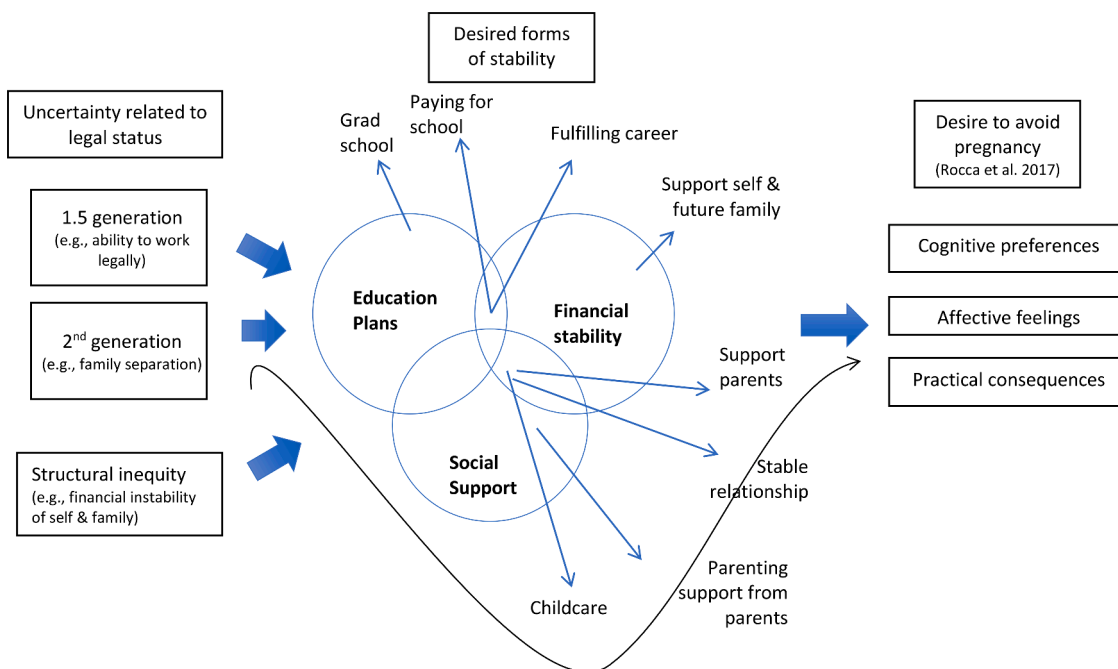 Uncertainty related to
legal status
1.5 generation
(e.g., ability to work
legally)
2nd generation
(e.g., family separation)
Structural inequity
(e.g., financial instability
of self & family)
Desired forms
of stability
Grad
school
Paying for
school
Fulfilling career
Support self &
future family
Education
Plans
Financial
stability
Social
Support
Support
parents
Stable
relationship
Parenting
support from
parents
Childcare
Desire to avoid
pregnancy
(Rocca et al. 2017)
Cognitive preferences
Affective feelings
Practical consequences